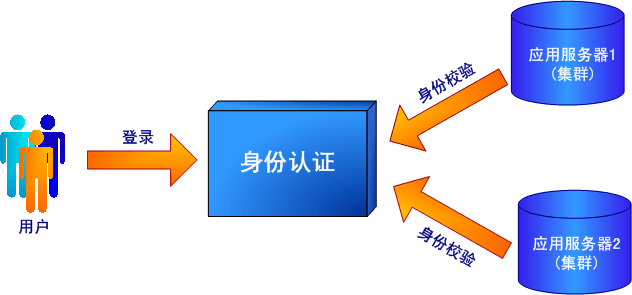 应用服务器1
(集群)
身份校验
登录
身份认证
用户
身份校验
应用服务器2
(集群)